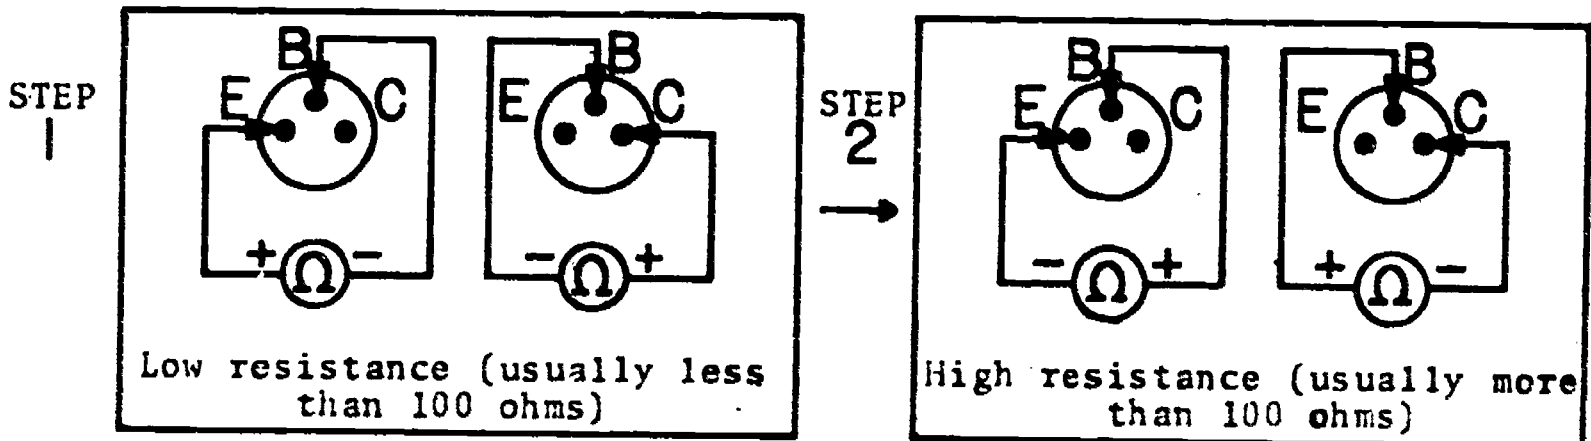 STEP
1
B
E
C
+ Ω -
B
E
C
- Ω +
Low resistance (usually less
than 100 ohms)
STEP
2
B
E
C
- Ω +
B
E
C
+ Ω -
High resistance (usually more
than 100 ohms)